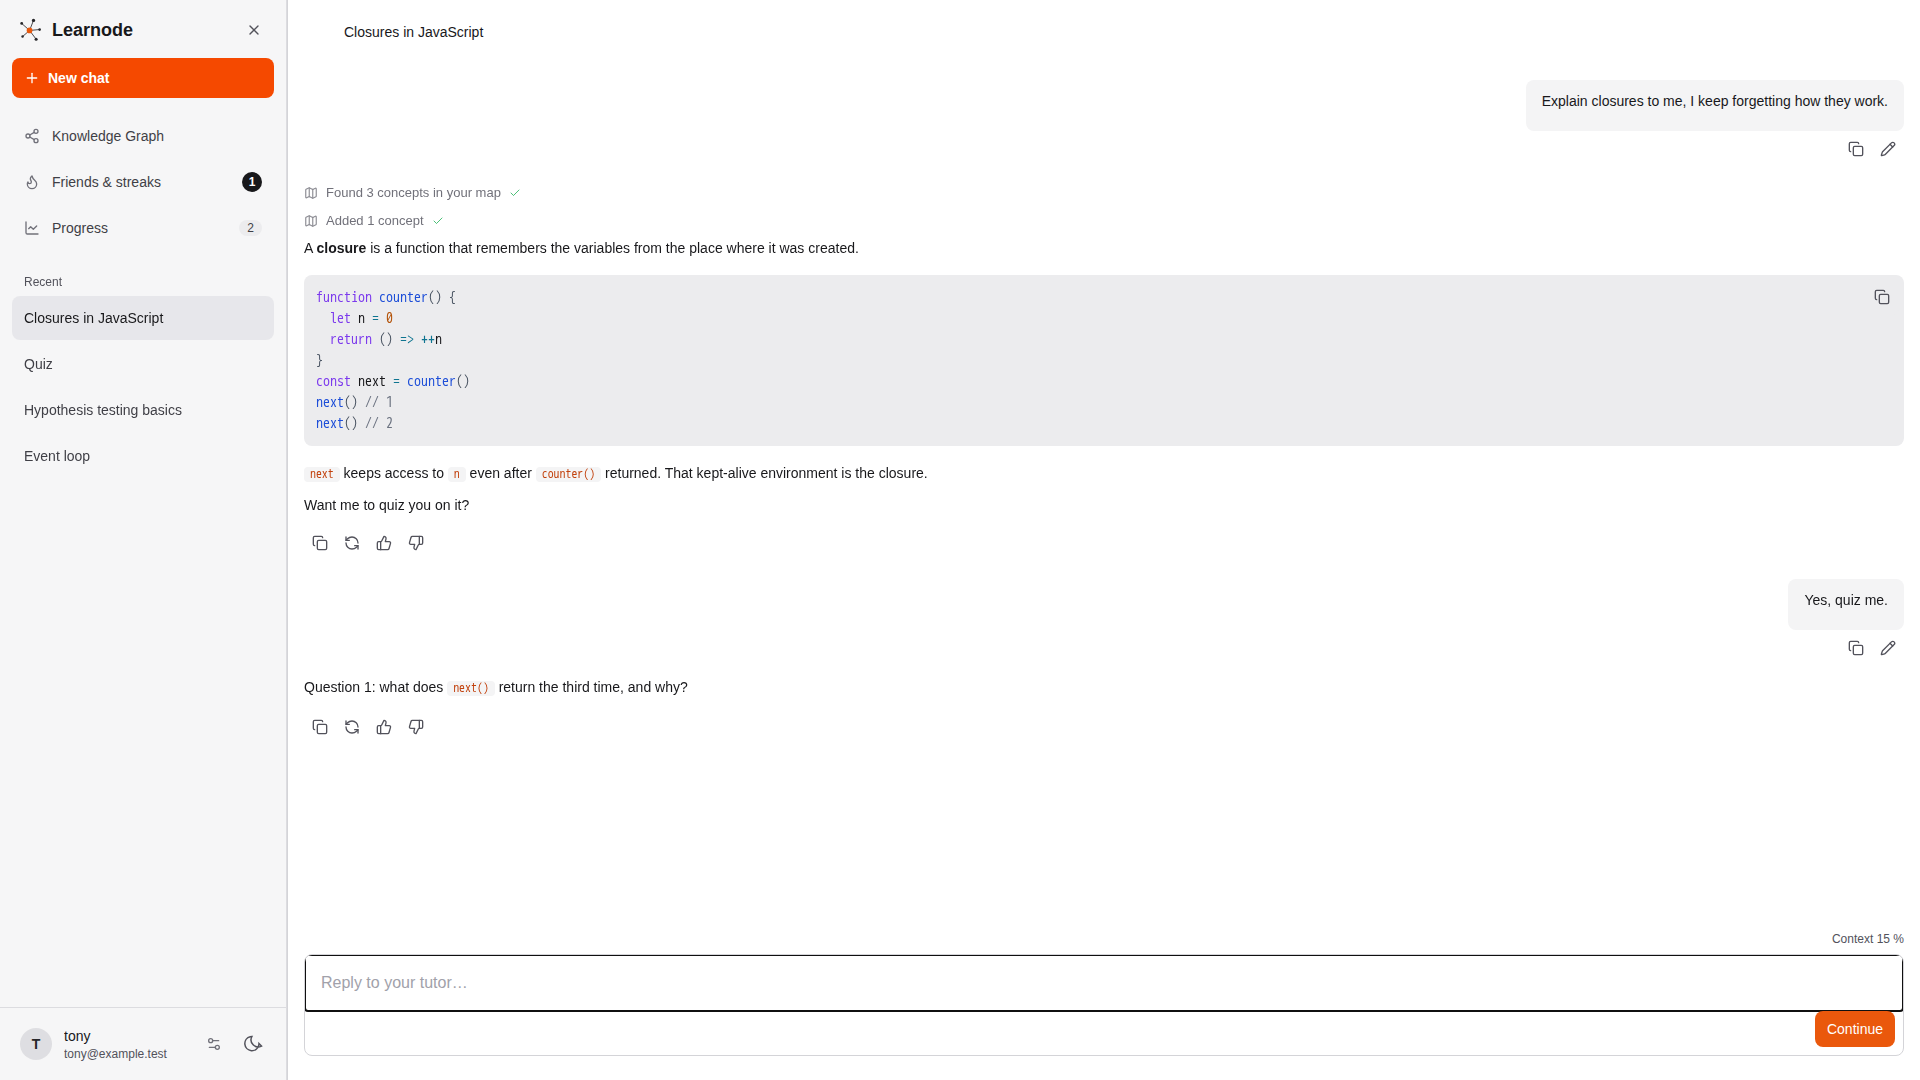 Learnode
New chat
Knowledge Graph
Friends & streaks
1
Progress
2
Recent
Closures in JavaScript
Quiz
Hypothesis testing basics
Event loop
T
tony
tony@example.test
Closures in JavaScript
Explain closures to me, I keep forgetting how they work.
Found 3 concepts in your map
Added 1 concept
A closure is a function that remembers the variables from the place where it was created.
function counter() {
  let n = 0
  return () => ++n
}
const next = counter()
next() // 1
next() // 2
next keeps access to n even after counter() returned. That kept-alive environment is the closure.
Want me to quiz you on it?
Yes, quiz me.
Question 1: what does next() return the third time, and why?
Context 15 %
Reply to your tutor…
Continue